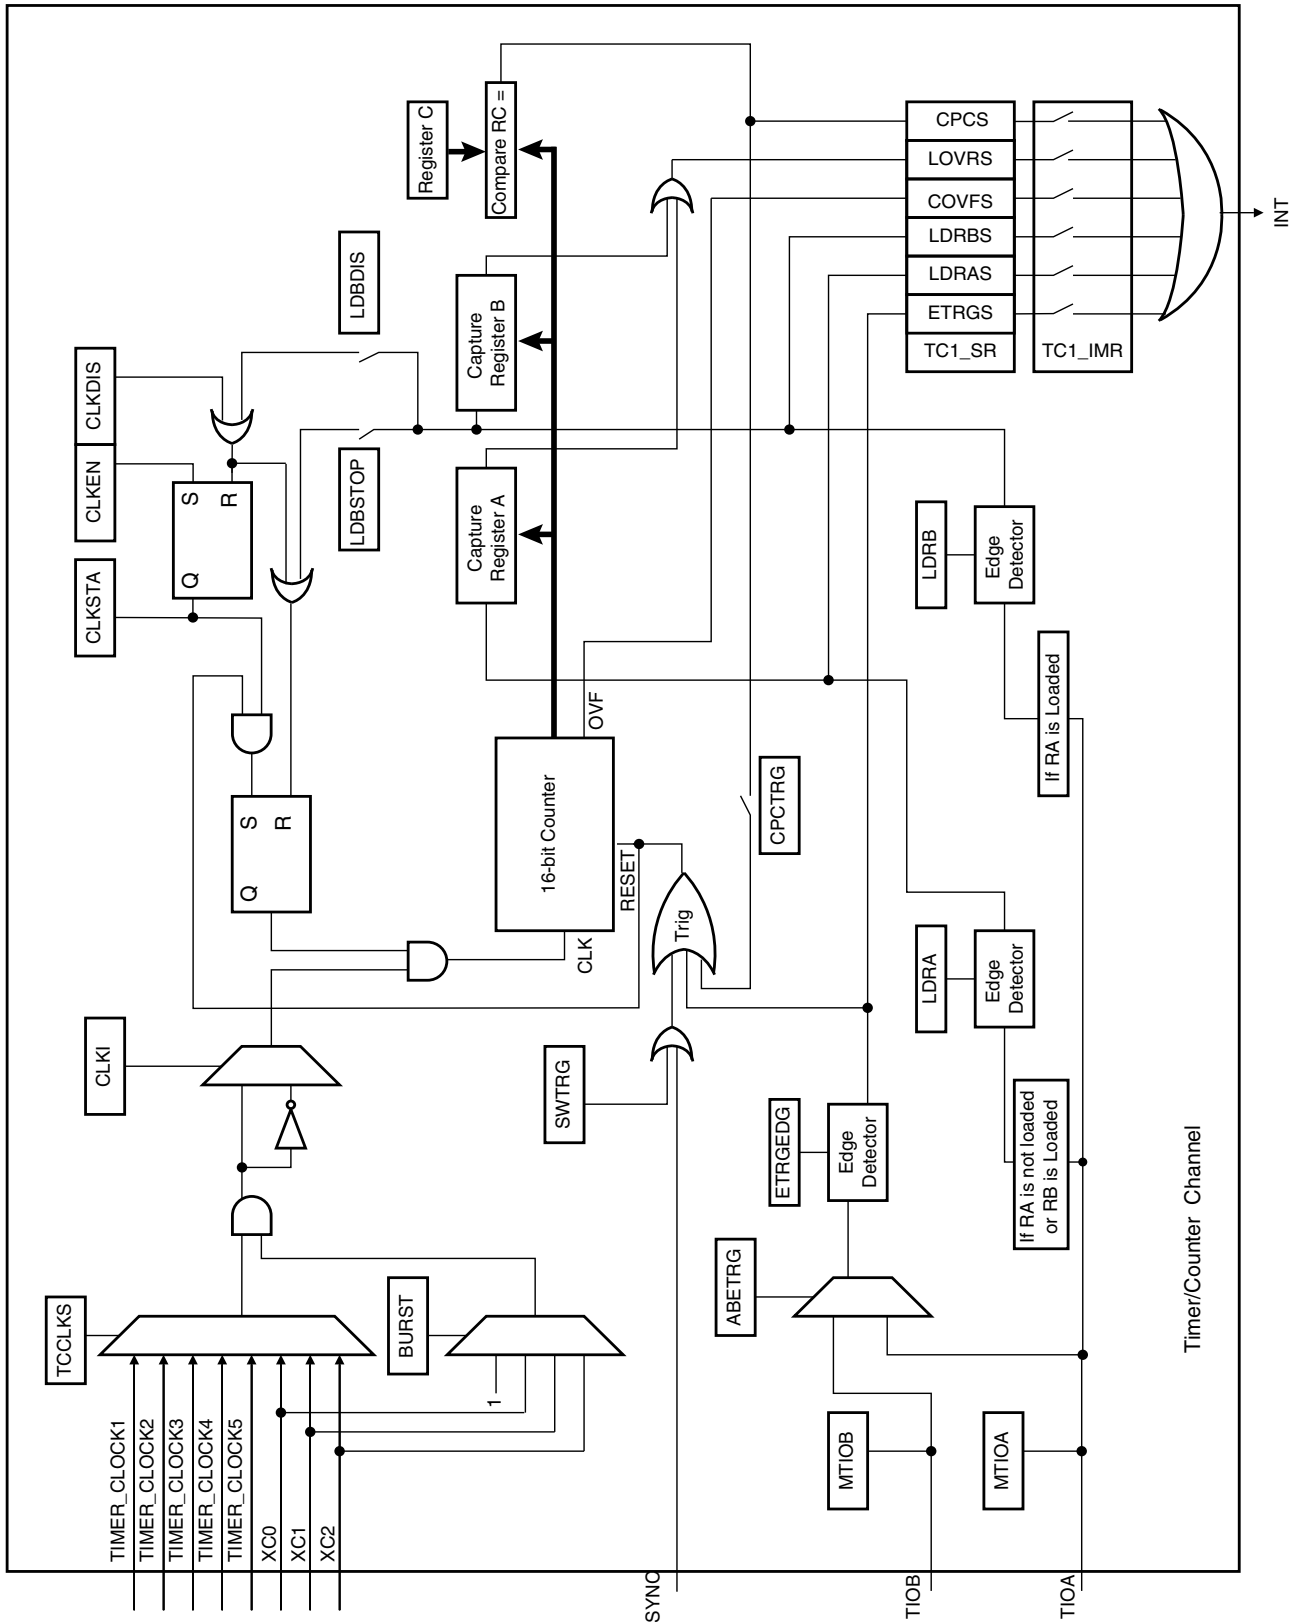 TCCLKS
TIMER_CLOCK1
TIMER_CLOCK2
TIMER_CLOCK3
TIMER_CLOCK4
TIMER_CLOCK5
XC0
XC1
XC2
CLKI
CLKSTA
CLKEN
CLKDIS
Q
S
R
Q
S
R
BURST
1
LDBSTOP
LDBDIS
Register C
Capture
Register A
Capture
Register B
Compare RC =
16-bit Counter
CLK
OVF
RESET
SWTRG
SYNC
Trig
CPCTRG
ABETRG
ETRGEDG
Edge
Detector
MTIOB
TIOB
MTIOA
TIOA
LDRA
Edge
Detector
If RA is not loaded
or RB is Loaded
LDRB
Edge
Detector
If RA is Loaded
CPCS
LOVRS
COVFS
LDRBS
LDRAS
ETRGS
TC1_SR
TC1_IMR
INT
Timer/Counter Channel